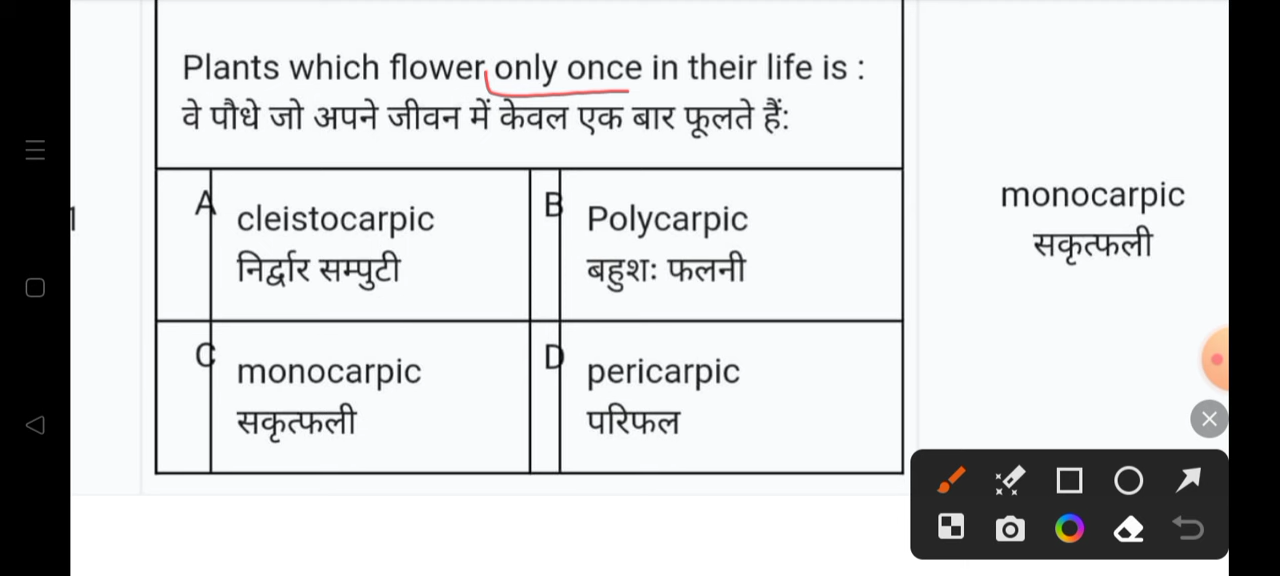 Plants which flower only once in their life is :
वे पौधे जो अपने जीवन में केवल एक बार फूलते हैं:
1
A
cleistocarpic
निर्द्वार सम्पुटी
B
Polycarpic
बहुशः फलनी
C
monocarpic
सकृत्फली
D
pericarpic
परिफल
monocarpic
सकृत्फली